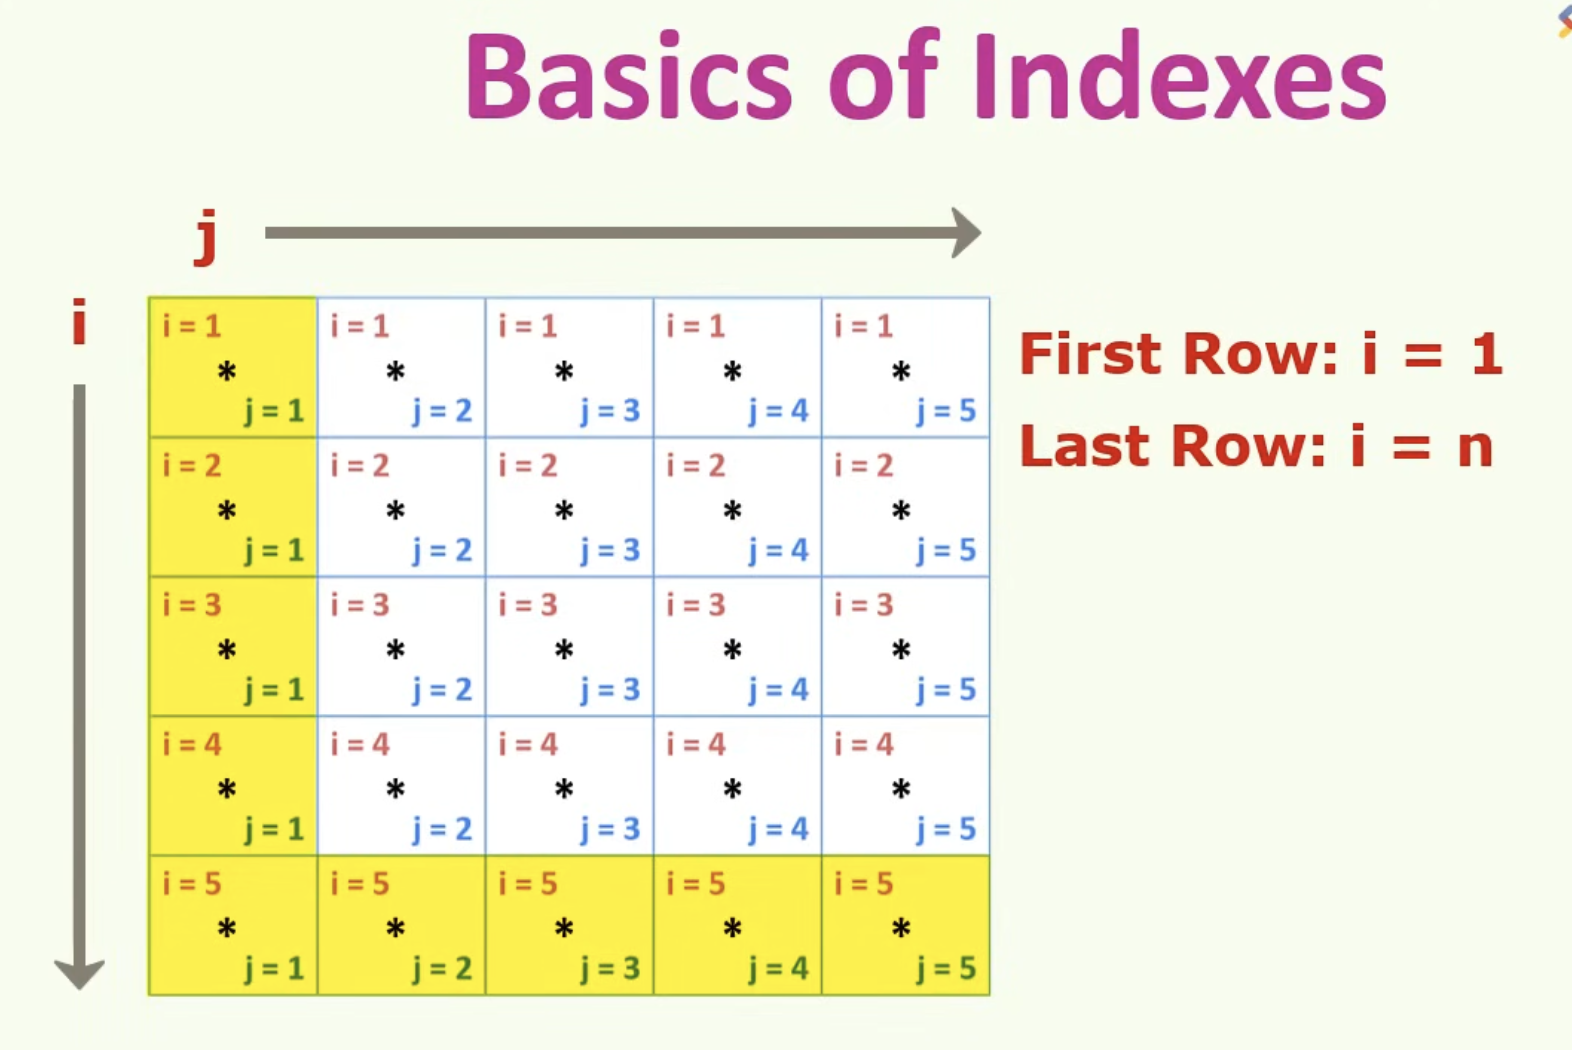 Basics of Indexes
j
i
i = 1 i = 1 i = 1 i = 1 i = 1
* * * * *
j = 1 j = 2 j = 3 j = 4 j = 5
i = 2 i = 2 i = 2 i = 2 i = 2
* * * * *
j = 1 j = 2 j = 3 j = 4 j = 5
i = 3 i = 3 i = 3 i = 3 i = 3
* * * * *
j = 1 j = 2 j = 3 j = 4 j = 5
i = 4 i = 4 i = 4 i = 4 i = 4
* * * * *
j = 1 j = 2 j = 3 j = 4 j = 5
i = 5 i = 5 i = 5 i = 5 i = 5
* * * * *
j = 1 j = 2 j = 3 j = 4 j = 5
First Row: i = 1
Last Row: i = n